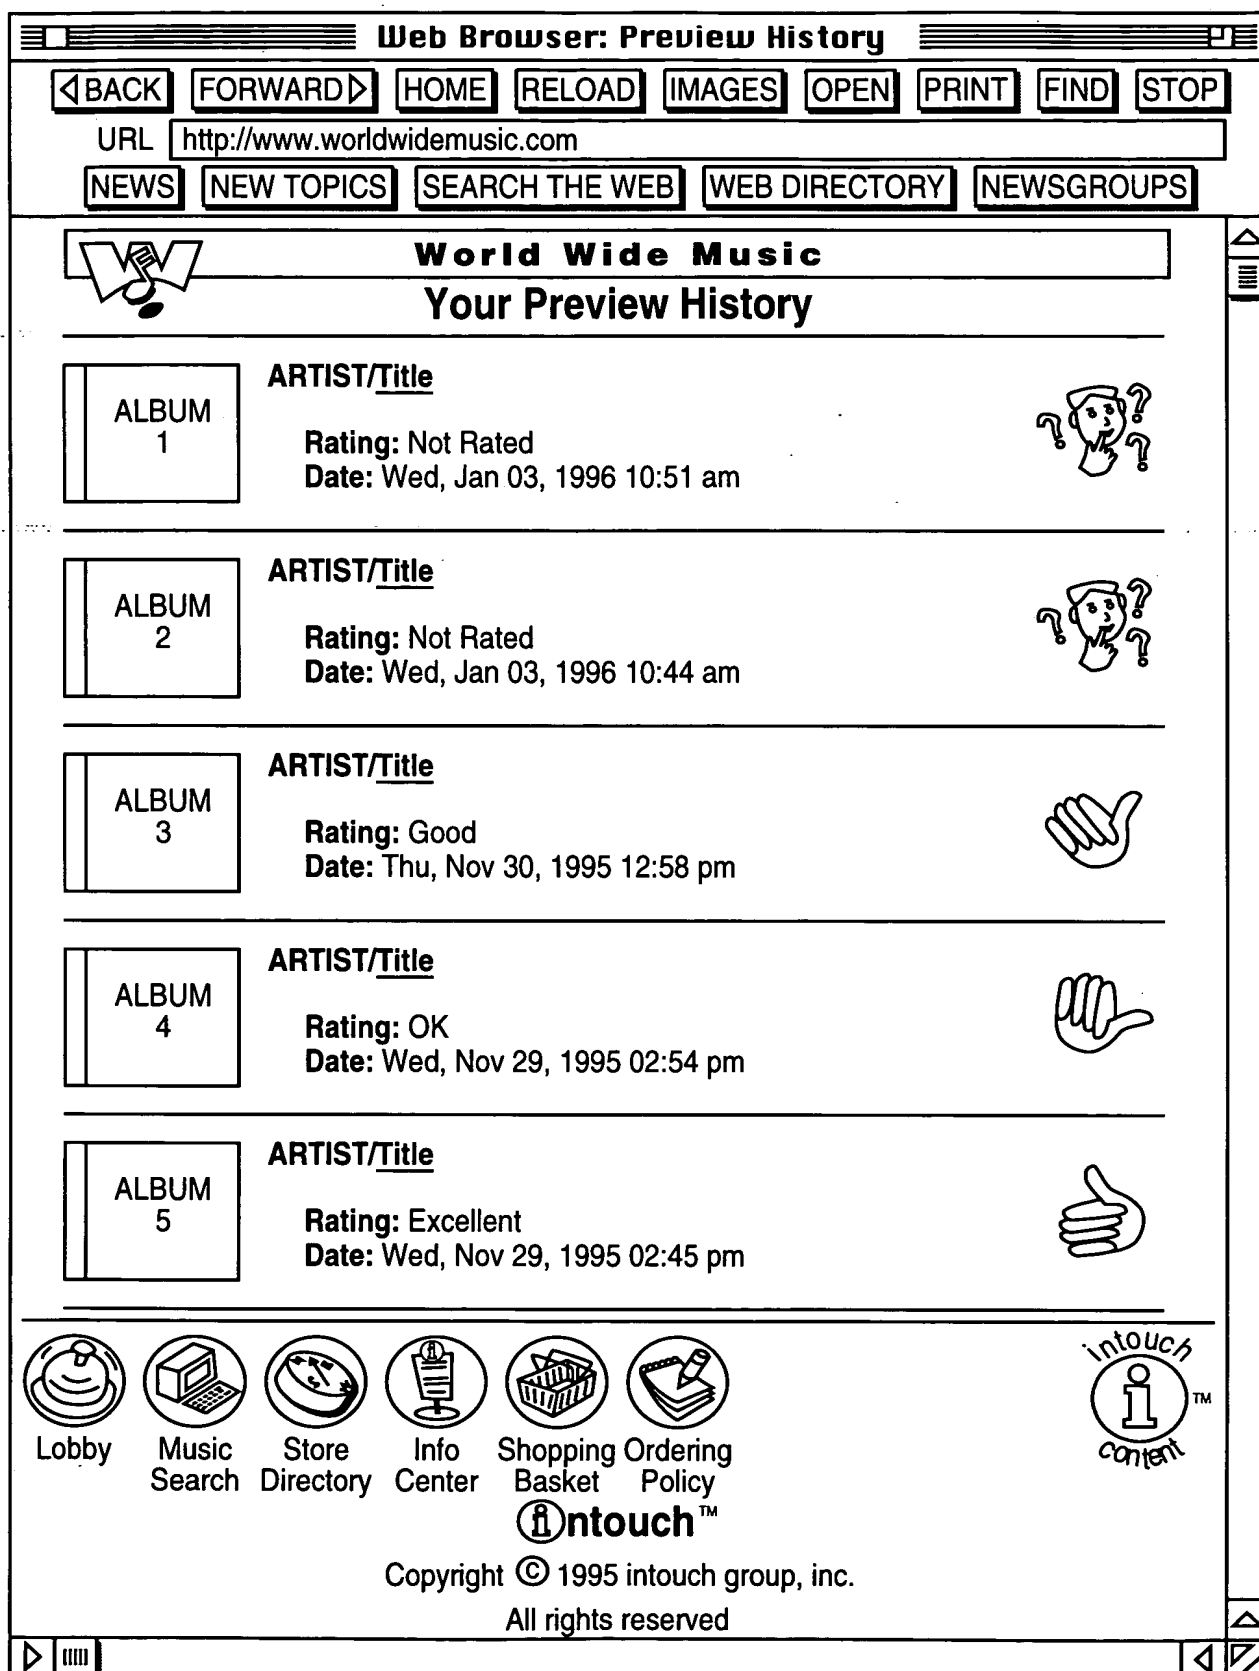 Web Browser: Preview History
BACK FORWARD HOME RELOAD IMAGES OPEN PRINT FIND STOP
URL http://www.worldwidemusic.com
NEWS NEW TOPICS SEARCH THE WEB WEB DIRECTORY NEWSGROUPS
World Wide Music
Your Preview History
ALBUM
1
ARTIST/Title
Rating: Not Rated
Date: Wed, Jan 03, 1996 10:51 am
? ? ?
ALBUM
2
ARTIST/Title
Rating: Not Rated
Date: Wed, Jan 03, 1996 10:44 am
? ? ?
ALBUM
3
ARTIST/Title
Rating: Good
Date: Thu, Nov 30, 1995 12:58 pm
ALBUM
4
ARTIST/Title
Rating: OK
Date: Wed, Nov 29, 1995 02:54 pm
ALBUM
5
ARTIST/Title
Rating: Excellent
Date: Wed, Nov 29, 1995 02:45 pm
Lobby
Music
Search
Store
Directory
Info
Center
Shopping
Basket
Ordering
Policy
intouch
i ™
content
intouch™
Copyright © 1995 intouch group, inc.
All rights reserved